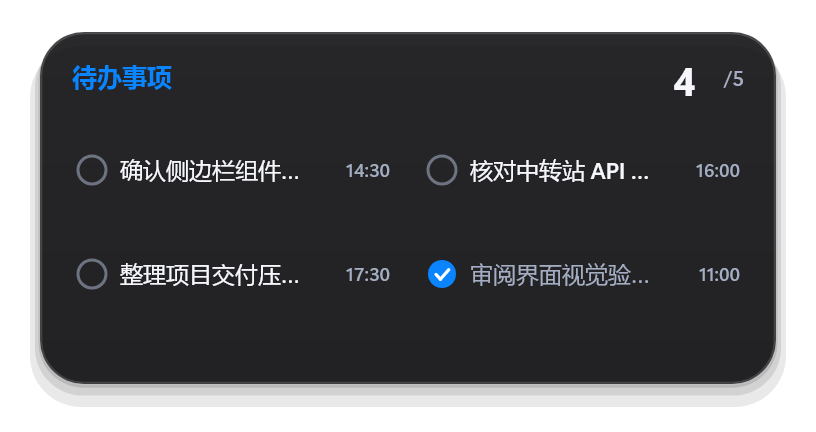 待办事项 4 /5
确认侧边栏组件... 14:30
核对中转站 API ... 16:00
整理项目交付压... 17:30
审阅界面视觉验... 11:00